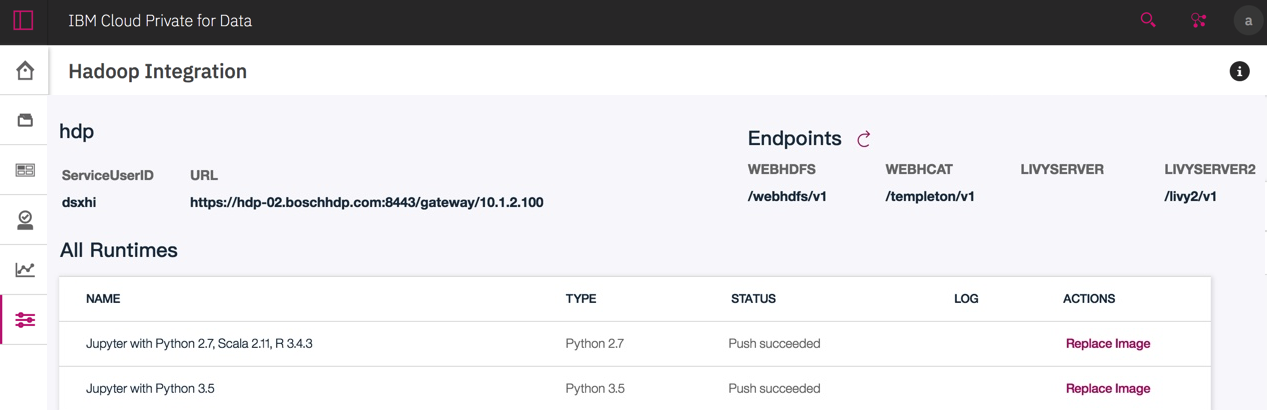 IBM Cloud Private for Data
a
Hadoop Integration
hdp
Endpoints
ServiceUserID URL
WEBHDFS WEBHCAT LIVYSERVER LIVYSERVER2
dsxhi https://hdp-02.boschhdp.com:8443/gateway/10.1.2.100
/webhdfs/v1 /templeton/v1 /livy2/v1
All Runtimes
NAME TYPE STATUS LOG ACTIONS
Jupyter with Python 2.7, Scala 2.11, R 3.4.3 Python 2.7 Push succeeded Replace Image
Jupyter with Python 3.5 Python 3.5 Push succeeded Replace Image